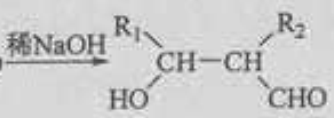 稀NaOH
R₁ R₂
CH—CH
HO CHO